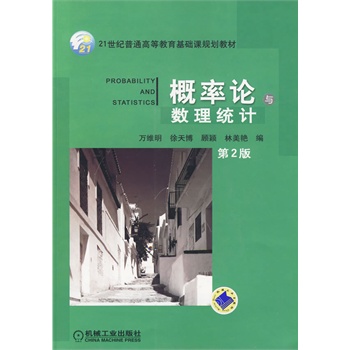 21世纪普通高等教育基础课规划教材
21
PROBABILITY
AND
STATISTICS
概率论与
数理统计
万维明 徐天博 顾颖 林美艳 编
第2版
机械工业出版社
CHINA MACHINE PRESS